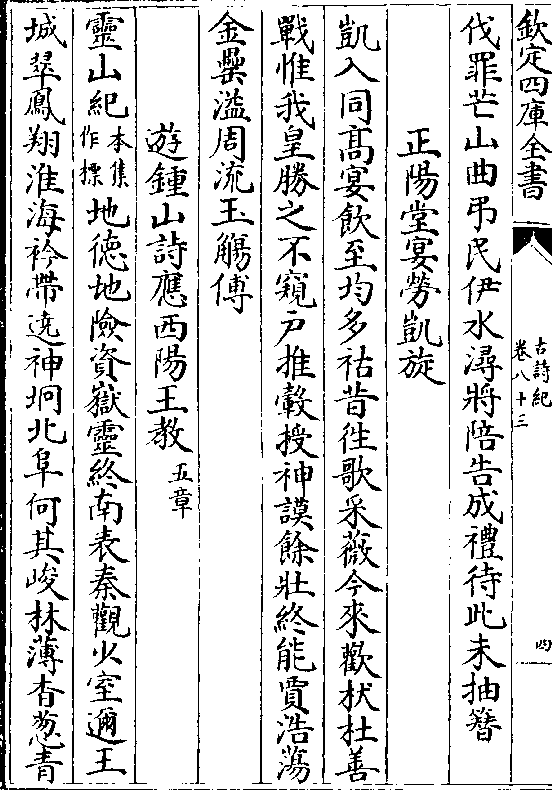 欽定四庫全書
古詩紀
卷八十三
四
伐罪芒山曲弔民伊水潯將陪告成禮待此未抽簪
正陽堂宴勞凱旋
凱入同髙宴飲至均多祜昔徃歌采薇今來歡杕杜善
戰惟我皇勝之不窺戸推轂授神謨餘壯終能賈浩蕩
金罍溢周流玉觴傅
遊鍾山詩應西陽王教五章
靈山紀本集作摽地徳地險資嶽靈終南表秦觀少室邇王
城翠鳳翔淮海衿帶遶神坰北阜何其峻林薄杳葱青